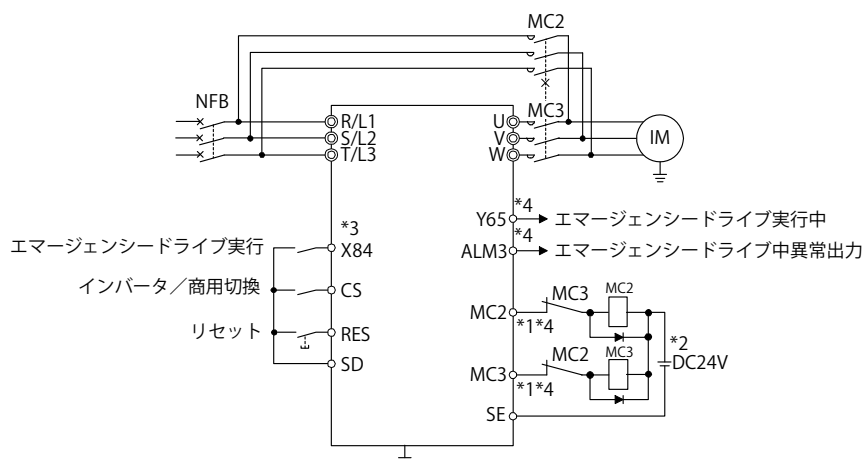 MC2
NFB
MC3
R/L1
S/L2
T/L3
U
V
W
IM
*3
*4
Y65
エマージェンシードライブ実行中
*4
ALM3
エマージェンシードライブ中異常出力
エマージェンシードライブ実行
X84
インバータ／商用切換
CS
リセット
RES
SD
MC2
*1*4
MC3
MC2
MC3
*1*4
MC2
MC3
*2
DC24V
SE